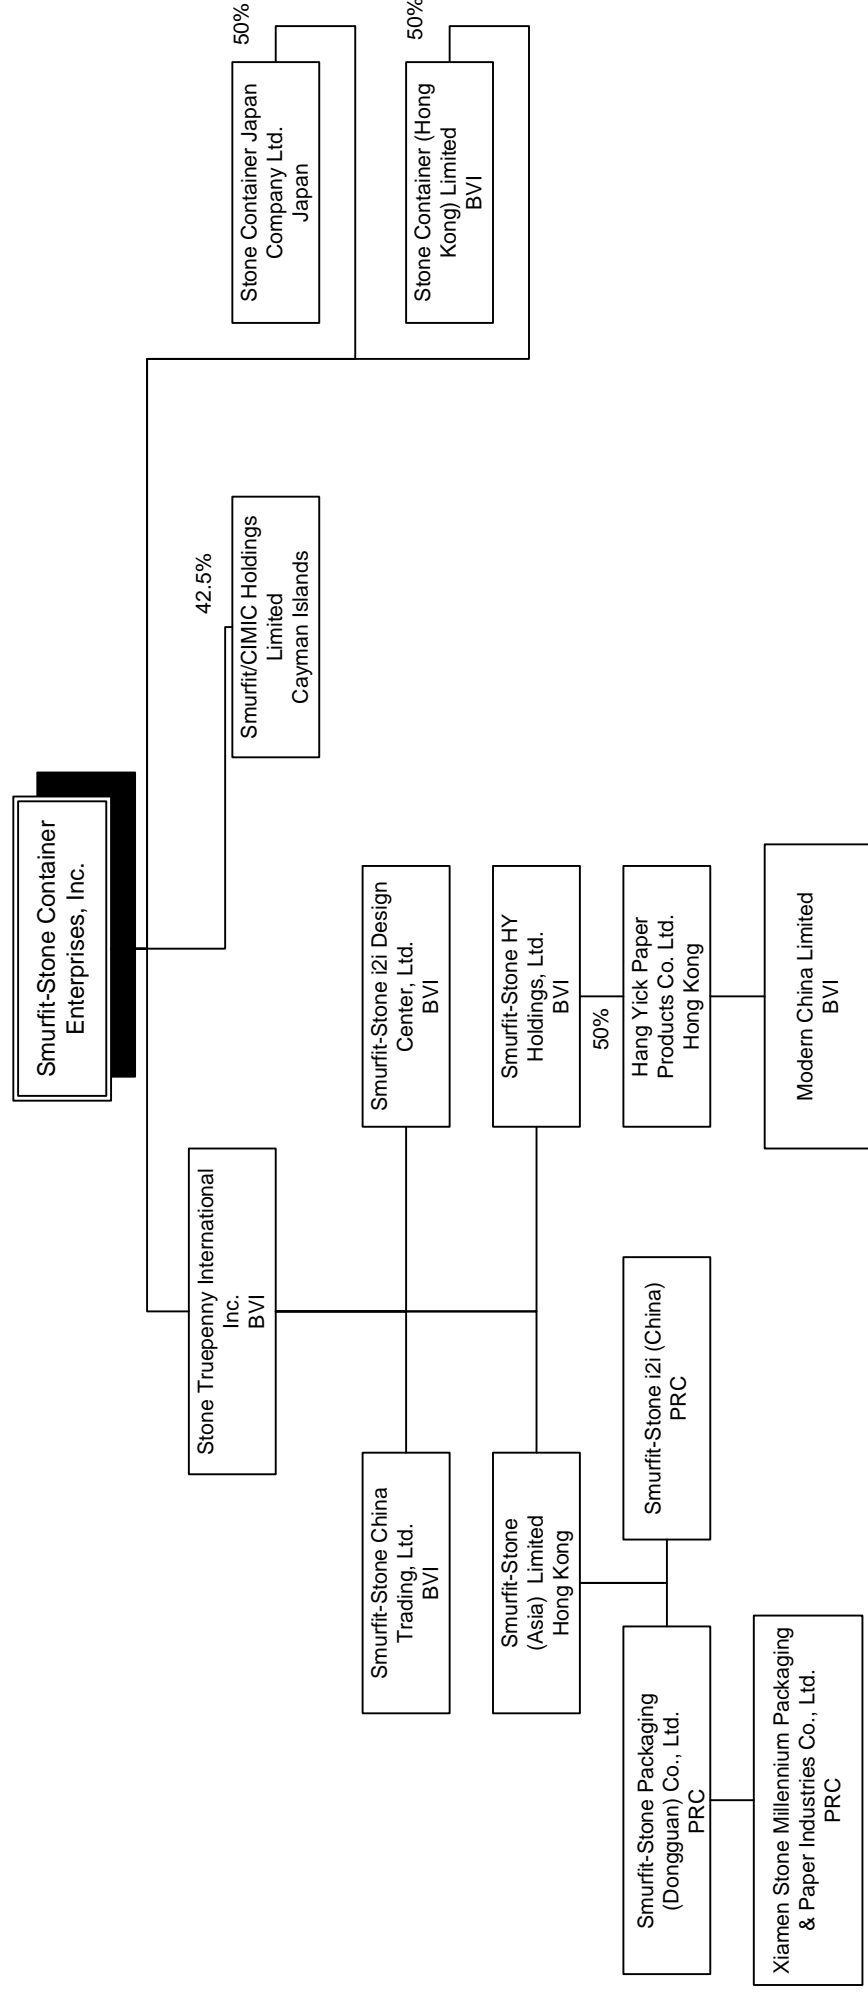 Smurfit-Stone Container
Enterprises, Inc.
Stone Truepenny International
Inc.
BVI
42.5%
Smurfit/CIMIC Holdings
Limited
Cayman Islands
50%
Stone Container Japan
Company Ltd.
Japan
Smurfit-Stone China
Trading, Ltd.
BVI
Smurfit-Stone i2i Design
Center, Ltd.
BVI
50%
Stone Container (Hong
Kong) Limited
BVI
Smurfit-Stone
(Asia) Limited
Hong Kong
Smurfit-Stone HY
Holdings, Ltd.
BVI
50%
Smurfit-Stone Packaging
(Dongguan) Co., Ltd.
PRC
Smurfit-Stone i2i (China)
PRC
Hang Yick Paper
Products Co. Ltd.
Hong Kong
Xiamen Stone Millennium Packaging
& Paper Industries Co., Ltd.
PRC
Modern China Limited
BVI